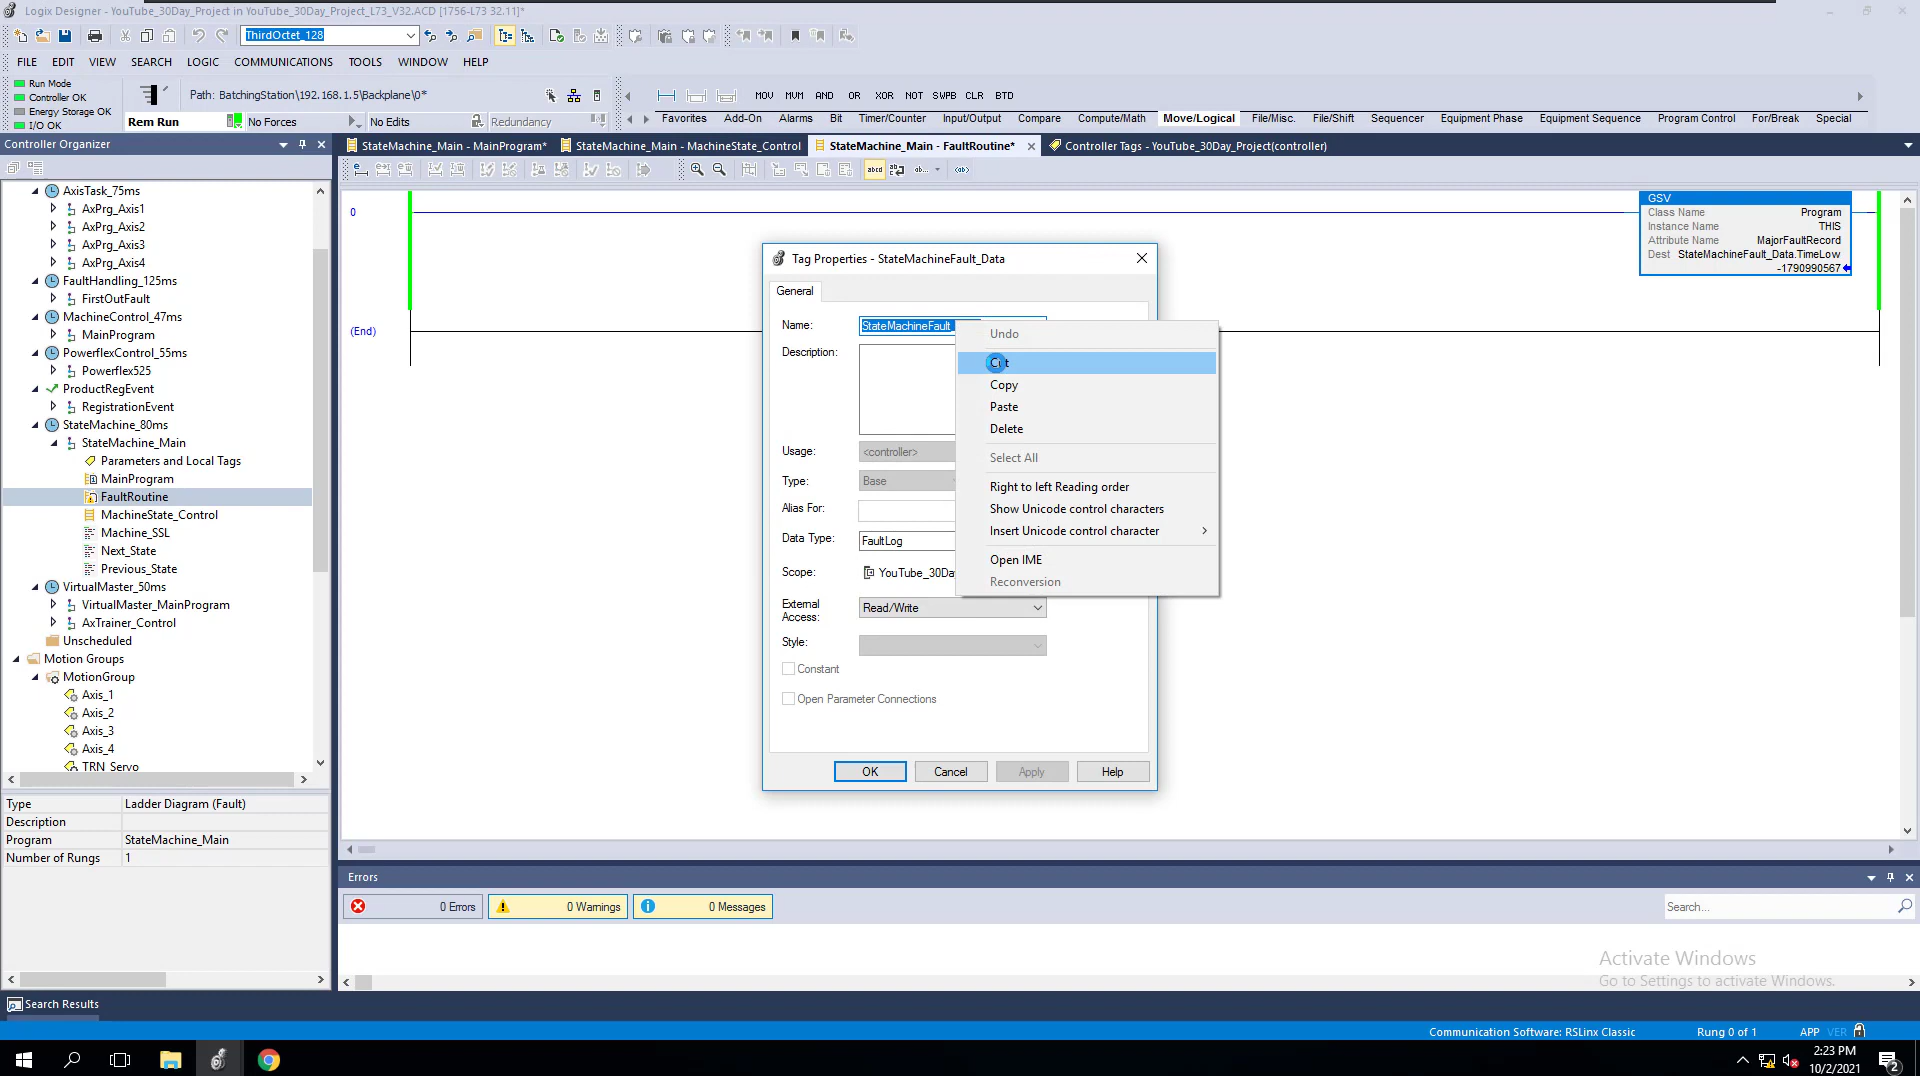 Logix Designer - YouTube_30Day_Project in YouTube_30Day_Project_L73_V32.ACD [1756-L73 32.11]*
ThirdOctet_128
FILE EDIT VIEW SEARCH LOGIC COMMUNICATIONS TOOLS WINDOW HELP
Run Mode
Controller OK
Energy Storage OK
I/O OK
Path: BatchingStation\192.168.1.5\Backplane\0*
Rem Run
No Forces
No Edits
Redundancy
MOV MVM AND OR XOR NOT SWPB CLR BTD
Favorites Add-On Alarms Bit Timer/Counter Input/Output Compare Compute/Math Move/Logical File/Misc. File/Shift Sequencer Equipment Phase Equipment Sequence Program Control For/Break Special
Controller Organizer
StateMachine_Main - MainProgram*
StateMachine_Main - MachineState_Control
StateMachine_Main - FaultRoutine*
Controller Tags - YouTube_30Day_Project(controller)
AxisTask_75ms
AxPrg_Axis1
AxPrg_Axis2
AxPrg_Axis3
AxPrg_Axis4
FaultHandling_125ms
FirstOutFault
MachineControl_47ms
MainProgram
PowerflexControl_55ms
Powerflex525
ProductRegEvent
RegistrationEvent
StateMachine_80ms
StateMachine_Main
Parameters and Local Tags
MainProgram
FaultRoutine
MachineState_Control
Machine_SSL
Next_State
Previous_State
VirtualMaster_50ms
VirtualMaster_MainProgram
AxTrainer_Control
Unscheduled
Motion Groups
MotionGroup
Axis_1
Axis_2
Axis_3
Axis_4
TRN_Servo
Type Ladder Diagram (Fault)
Description
Program StateMachine_Main
Number of Rungs 1
0
(End)
GSV
Class Name Program
Instance Name THIS
Attribute Name MajorFaultRecord
Dest StateMachineFault_Data.TimeLow
-1790990567
Tag Properties - StateMachineFault_Data
General
Name: StateMachineFault
Description:
Usage: <controller>
Type: Base
Alias For:
Data Type: FaultLog
Scope: YouTube_30Da
External Access: Read/Write
Style:
Constant
Open Parameter Connections
OK Cancel Apply Help
Undo
Cut
Copy
Paste
Delete
Select All
Right to left Reading order
Show Unicode control characters
Insert Unicode control character
Open IME
Reconversion
Errors
0 Errors
0 Warnings
0 Messages
Search...
Activate Windows
Go to Settings to activate Windows.
Search Results
Communication Software: RSLinx Classic
Rung 0 of 1
APP VER
2:23 PM
10/2/2021
2